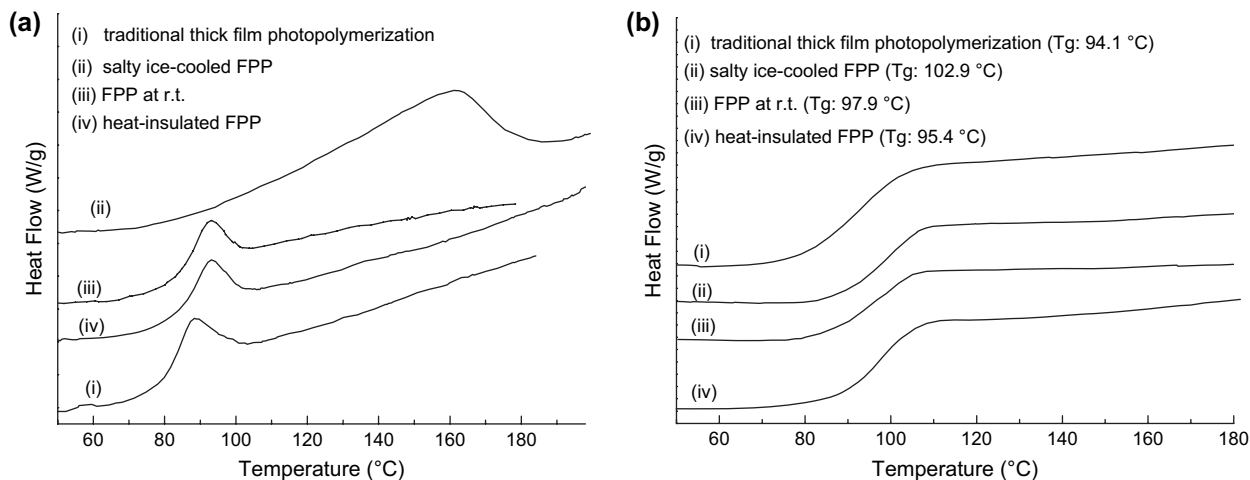 (a)
(i) traditional thick film photopolymerization
(ii) salty ice-cooled FPP
(iii) FPP at r.t.
(iv) heat-insulated FPP
Heat Flow (W/g)
(ii)
(iii)
(iv)
(i)
60 80 100 120 140 160 180
Temperature (°C)
(b)
(i) traditional thick film photopolymerization (Tg: 94.1 °C)
(ii) salty ice-cooled FPP (Tg: 102.9 °C)
(iii) FPP at r.t. (Tg: 97.9 °C)
(iv) heat-insulated FPP (Tg: 95.4 °C)
Heat Flow (W/g)
(i)
(ii)
(iii)
(iv)
60 80 100 120 140 160 180
Temperature (°C)